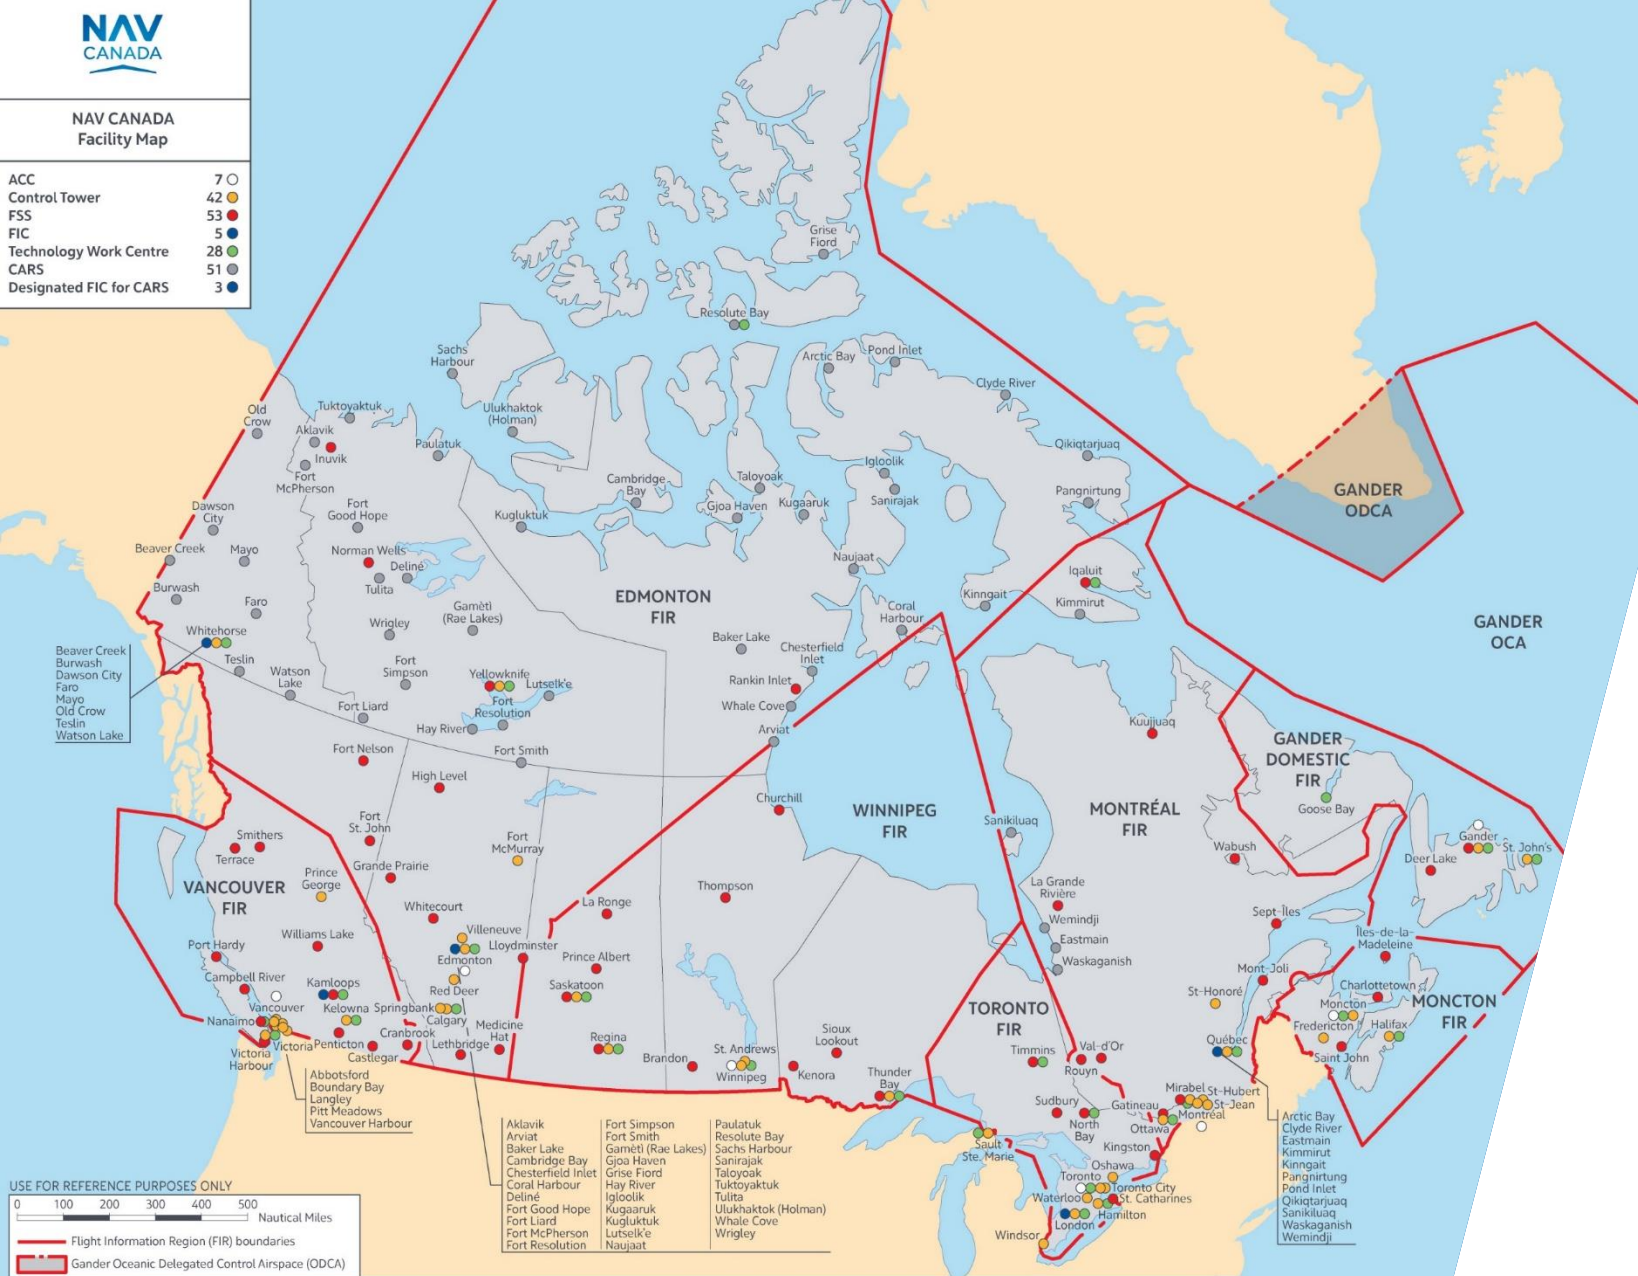 NAV
CANADA
NAV CANADA
Facility Map
ACC 7
Control Tower 42
FSS 53
FIC 5
Technology Work Centre 28
CARS 51
Designated FIC for CARS 3
Grise
Fiord
Resolute Bay
Sachs
Harbour
Arctic Bay
Pond Inlet
Clyde River
Old
Crow
Tuktoyaktuk
Ulukhaktok
(Holman)
Aklavik
Inuvik
Fort
McPherson
Paulatuk
Qikiqtarjuaq
Igloolik
Sanirajak
Cambridge
Bay
Taloyoak
Gjoa Haven
Kugaaruk
Pangnirtung
GANDER
ODCA
Dawson
City
Fort
Good Hope
Kugluktuk
Beaver Creek
Mayo
Norman Wells
Deliné
Tulita
Naujaat
Iqaluit
Burwash
Faro
Wrigley
Gamètì
(Rae Lakes)
EDMONTON
FIR
Kinngait
Kimmirut
Coral
Harbour
GANDER
OCA
Whitehorse
Teslin
Watson
Lake
Fort
Simpson
Baker Lake
Chesterfield
Inlet
Beaver Creek
Burwash
Dawson City
Faro
Mayo
Old Crow
Teslin
Watson Lake
Yellowknife
Lutselk'e
Fort
Resolution
Rankin Inlet
Whale Cove
Fort Liard
Hay River
Arviat
Kuujjuaq
Fort Nelson
Fort Smith
High Level
GANDER
DOMESTIC
FIR
Goose Bay
Churchill
WINNIPEG
FIR
Sanikiluaq
MONTRÉAL
FIR
Fort
St. John
Smithers
Terrace
Fort
McMurray
Wabush
Gander
St. John's
Deer Lake
Grande Prairie
VANCOUVER
FIR
Prince
George
Thompson
La Grande
Rivière
Whitecourt
La Ronge
Wemindji
Sept-Îles
Williams Lake
Villeneuve
Edmonton
Lloydminster
Eastmain
Îles-de-la-
Madeleine
Port Hardy
Prince Albert
Waskaganish
Campbell River
Kamloops
Red Deer
Saskatoon
Mont-Joli
Charlottetown
Vancouver
Kelowna
Springbank
Calgary
TORONTO
FIR
St-Honoré
Moncton
MONCTON
FIR
Nanaimo
Victoria
Victoria
Harbour
Penticton
Castlegar
Cranbrook
Lethbridge
Medicine
Hat
Regina
Brandon
St. Andrews
Winnipeg
Sioux
Lookout
Kenora
Thunder
Bay
Timmins
Val-d'Or
Rouyn
Québec
Fredericton
Halifax
Saint John
Abbotsford
Boundary Bay
Langley
Pitt Meadows
Vancouver Harbour
Sudbury
North
Bay
Gatineau
Ottawa
Mirabel
St-Hubert
St-Jean
Montréal
Sault
Ste. Marie
Kingston
Oshawa
Toronto
Toronto City
Waterloo
St. Catharines
Hamilton
London
Windsor
Aklavik
Arviat
Baker Lake
Cambridge Bay
Chesterfield Inlet
Coral Harbour
Deliné
Fort Good Hope
Fort Liard
Fort McPherson
Fort Resolution
Fort Simpson
Fort Smith
Gamètì (Rae Lakes)
Gjoa Haven
Grise Fiord
Hay River
Igloolik
Kugaaruk
Kugluktuk
Lutselk'e
Naujaat
Paulatuk
Resolute Bay
Sachs Harbour
Sanirajak
Taloyoak
Tuktoyaktuk
Tulita
Ulukhaktok (Holman)
Whale Cove
Wrigley
Arctic Bay
Clyde River
Eastmain
Kimmirut
Kinngait
Pangnirtung
Pond Inlet
Qikiqtarjuaq
Sanikiluaq
Waskaganish
Wemindji
USE FOR REFERENCE PURPOSES ONLY
0 100 200 300 400 500
Nautical Miles
Flight Information Region (FIR) boundaries
Gander Oceanic Delegated Control Airspace (ODCA)